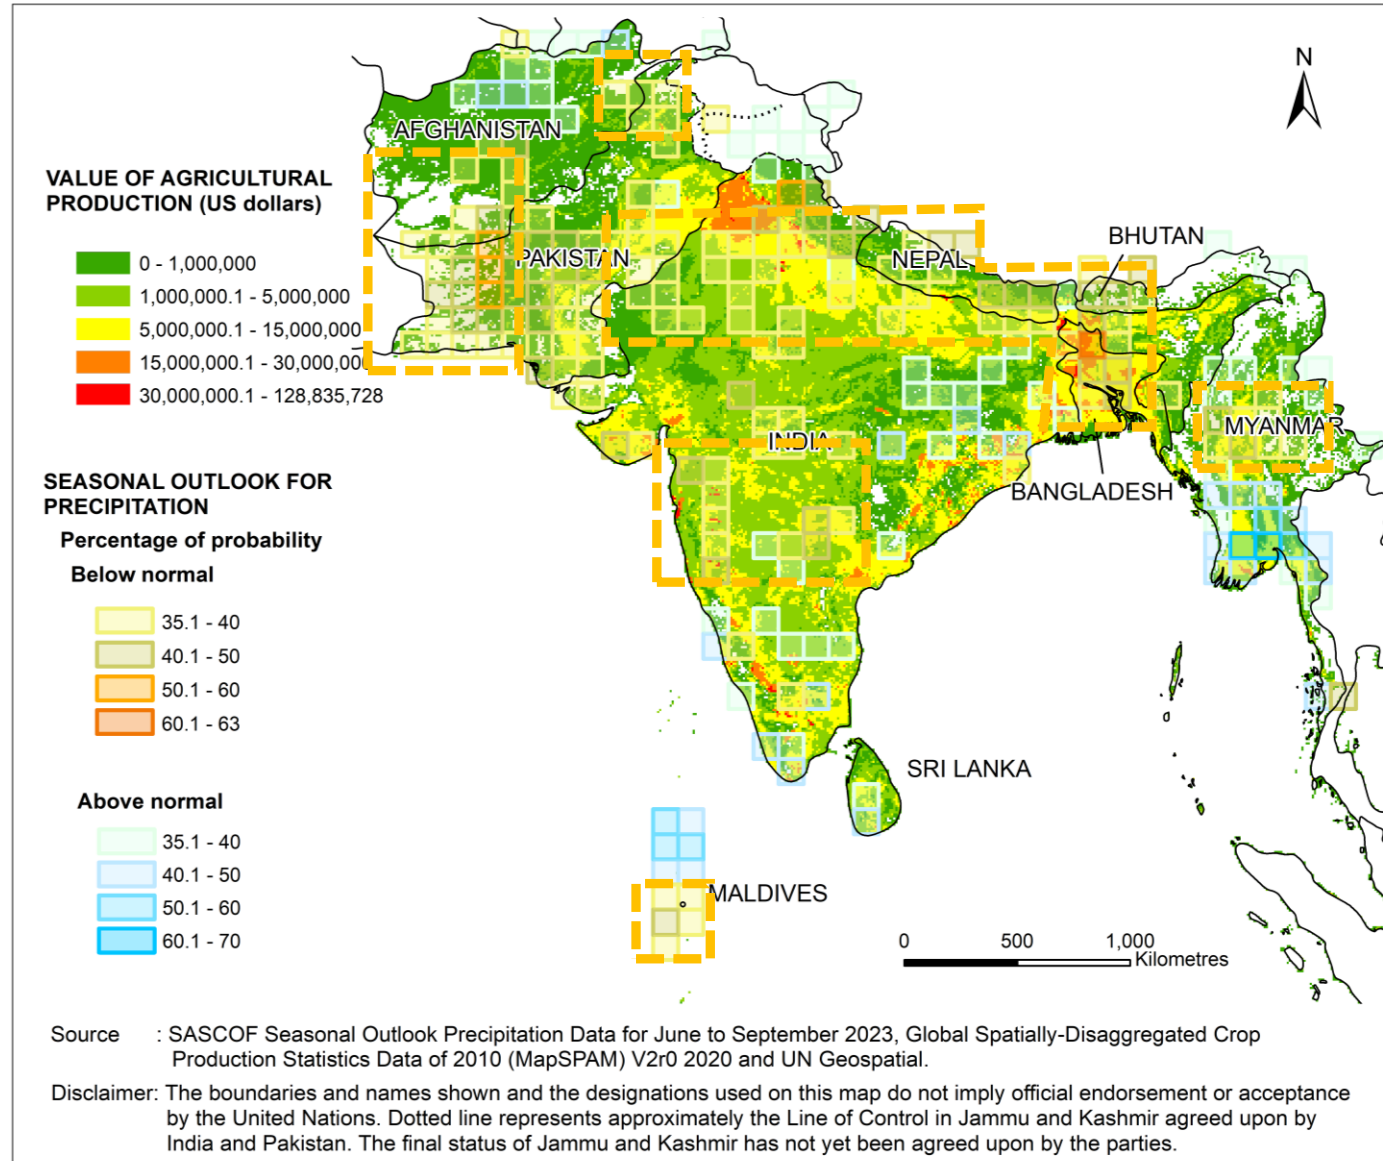 N
AFGHANISTAN
VALUE OF AGRICULTURAL
PRODUCTION (US dollars)
0 - 1,000,000
1,000,000.1 - 5,000,000
5,000,000.1 - 15,000,000
15,000,000.1 - 30,000,000
30,000,000.1 - 128,835,728
PAKISTAN
NEPAL
BHUTAN
INDIA
MYANMAR
BANGLADESH
SEASONAL OUTLOOK FOR
PRECIPITATION
Percentage of probability
Below normal
35.1 - 40
40.1 - 50
50.1 - 60
60.1 - 63
SRI LANKA
Above normal
35.1 - 40
40.1 - 50
50.1 - 60
60.1 - 70
MALDIVES
0 500 1,000
Kilometres
Source : SASCOF Seasonal Outlook Precipitation Data for June to September 2023, Global Spatially-Disaggregated Crop
Production Statistics Data of 2010 (MapSPAM) V2r0 2020 and UN Geospatial.
Disclaimer: The boundaries and names shown and the designations used on this map do not imply official endorsement or acceptance
by the United Nations. Dotted line represents approximately the Line of Control in Jammu and Kashmir agreed upon by
India and Pakistan. The final status of Jammu and Kashmir has not yet been agreed upon by the parties.